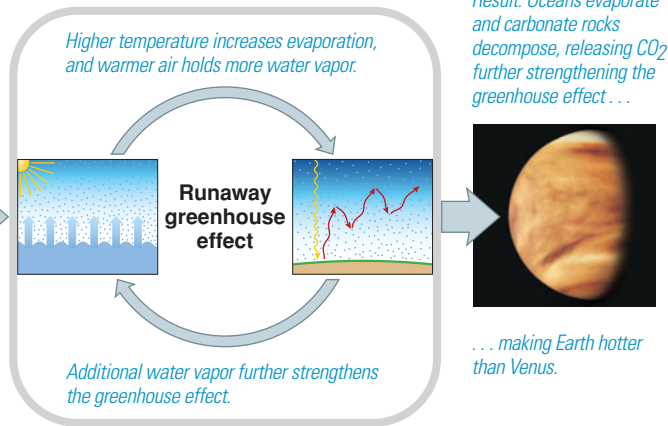 Higher temperature increases evaporation,
and warmer air holds more water vapor.
Runaway
greenhouse
effect
Additional water vapor further strengthens
the greenhouse effect.
Result: Oceans evaporate
and carbonate rocks
decompose, releasing CO2
further strengthening the
greenhouse effect . . .
. . . making Earth hotter
than Venus.